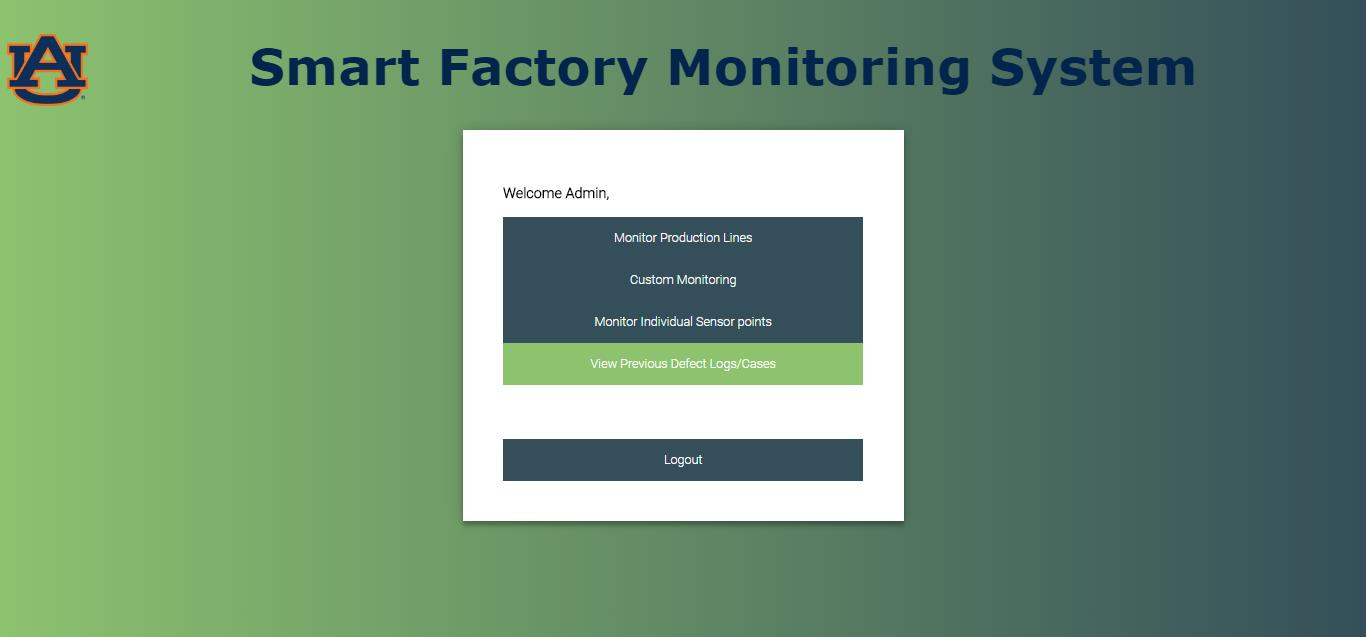 AU
Smart Factory Monitoring System
Welcome Admin,
Monitor Production Lines
Custom Monitoring
Monitor Individual Sensor points
View Previous Defect Logs/Cases
Logout